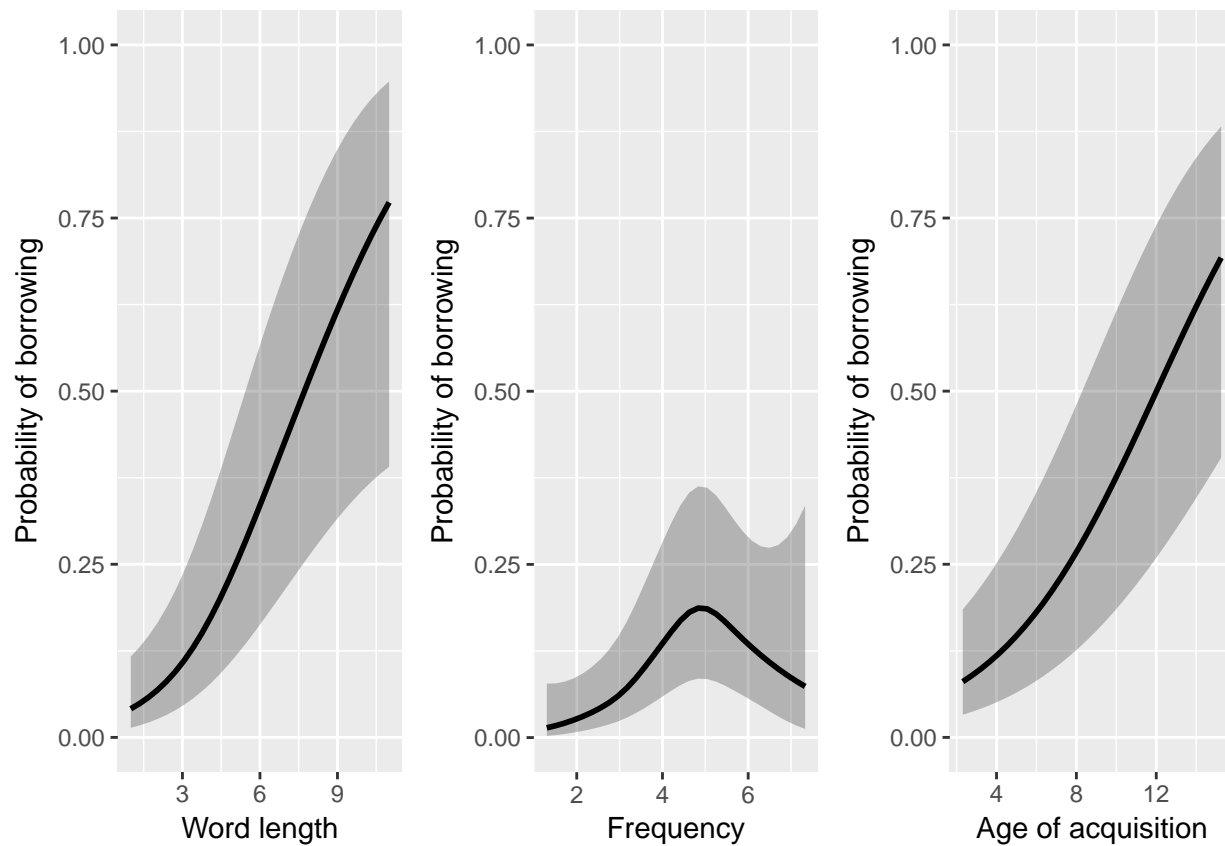 Probability of borrowing
1.00
0.75
0.50
0.25
0.00
3 6 9
Word length
Probability of borrowing
1.00
0.75
0.50
0.25
0.00
2 4 6
Frequency
Probability of borrowing
1.00
0.75
0.50
0.25
0.00
4 8 12
Age of acquisition